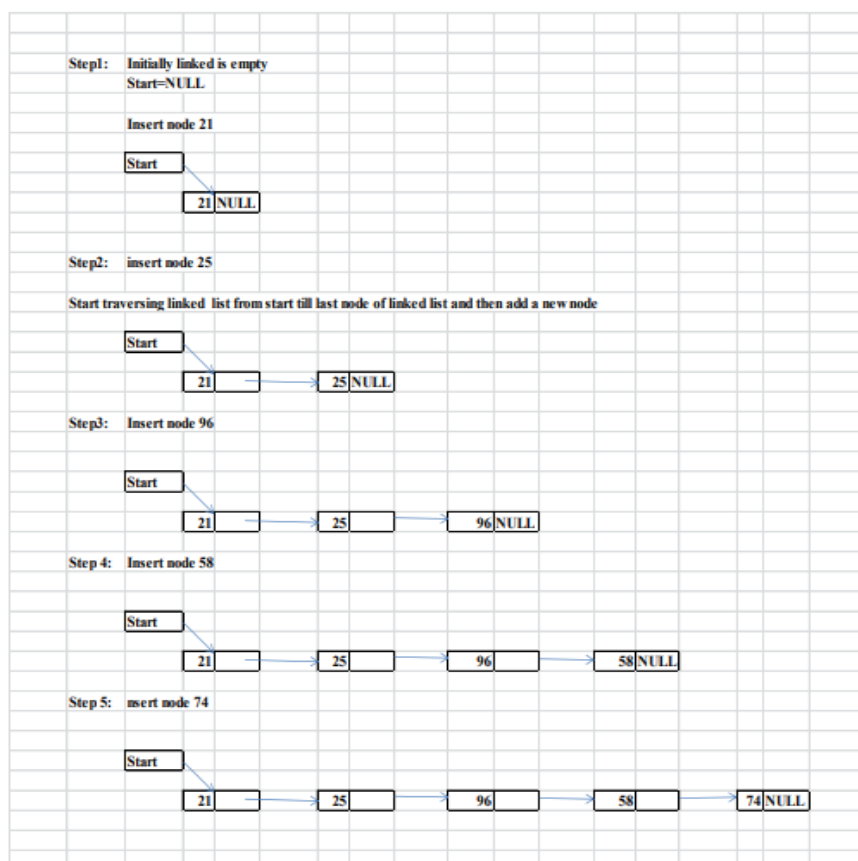 Step1: Initially linked is empty
Start=NULL
Insert node 21
Start
21 NULL
Step2: insert node 25
Start traversing linked list from start till last node of linked list and then add a new node
Start
21 25 NULL
Step3: Insert node 96
Start
21 25 96 NULL
Step 4: Insert node 58
Start
21 25 96 58 NULL
Step 5: nsert node 74
Start
21 25 96 58 74 NULL